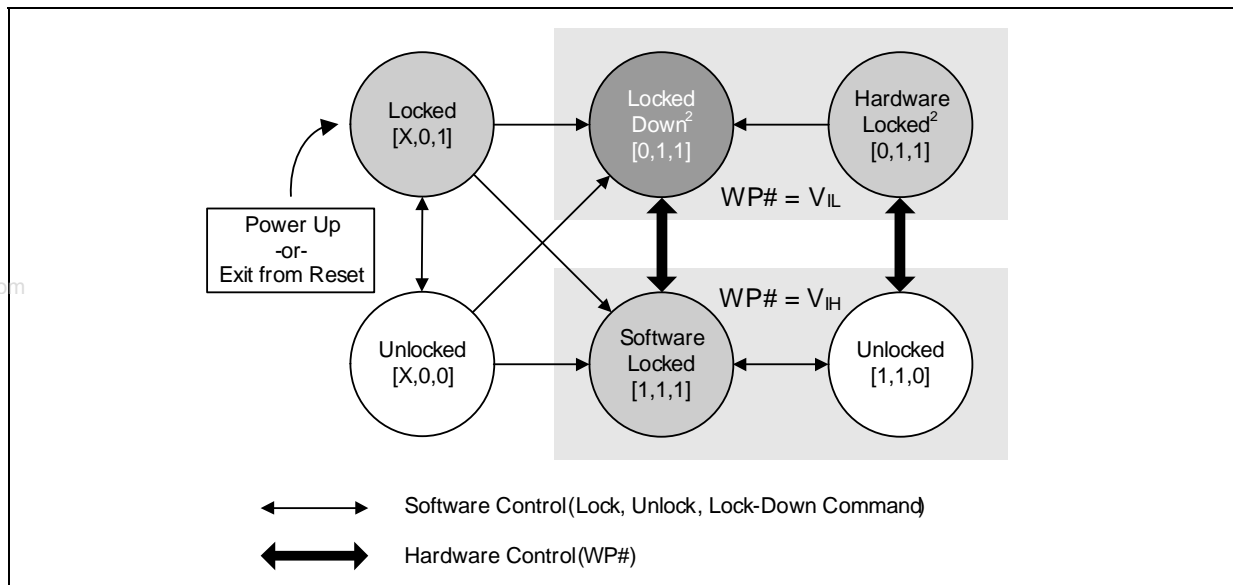 Locked
[X,0,1]
Locked
Down²
[0,1,1]
Hardware
Locked²
[0,1,1]
WP# = VIL
Power Up
-or-
Exit from Reset
om
WP# = VIH
Unlocked
[X,0,0]
Software
Locked
[1,1,1]
Unlocked
[1,1,0]
Software Control (Lock, Unlock, Lock-Down Command)
Hardware Control (WP#)